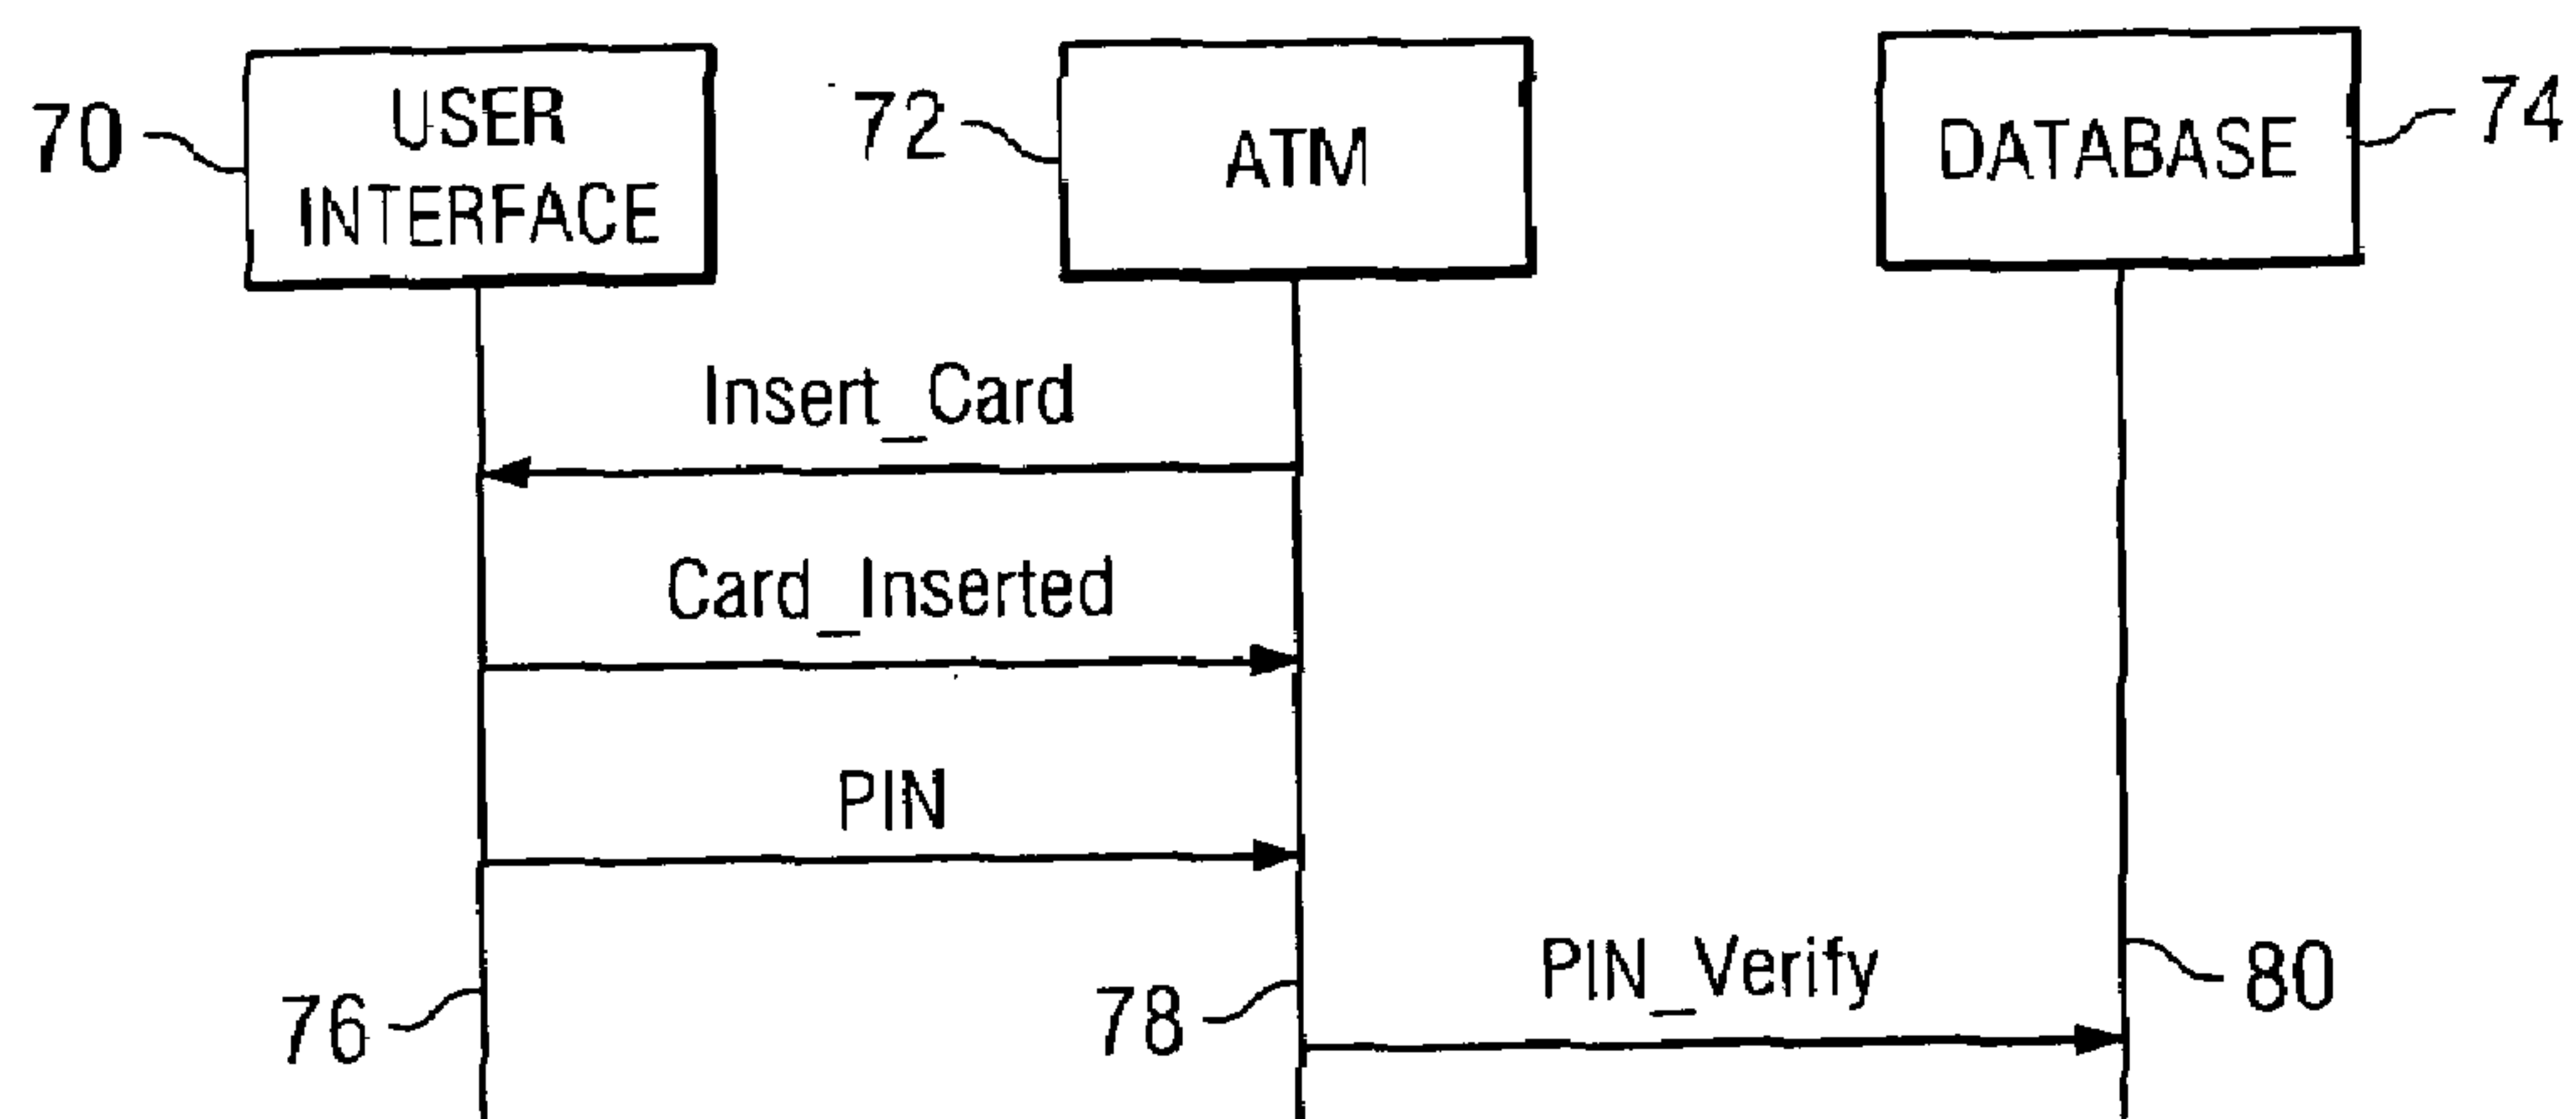 70
USER
INTERFACE
72
ATM
DATABASE
74
Insert_Card
Card_Inserted
PIN
PIN_Verify
76
78
80